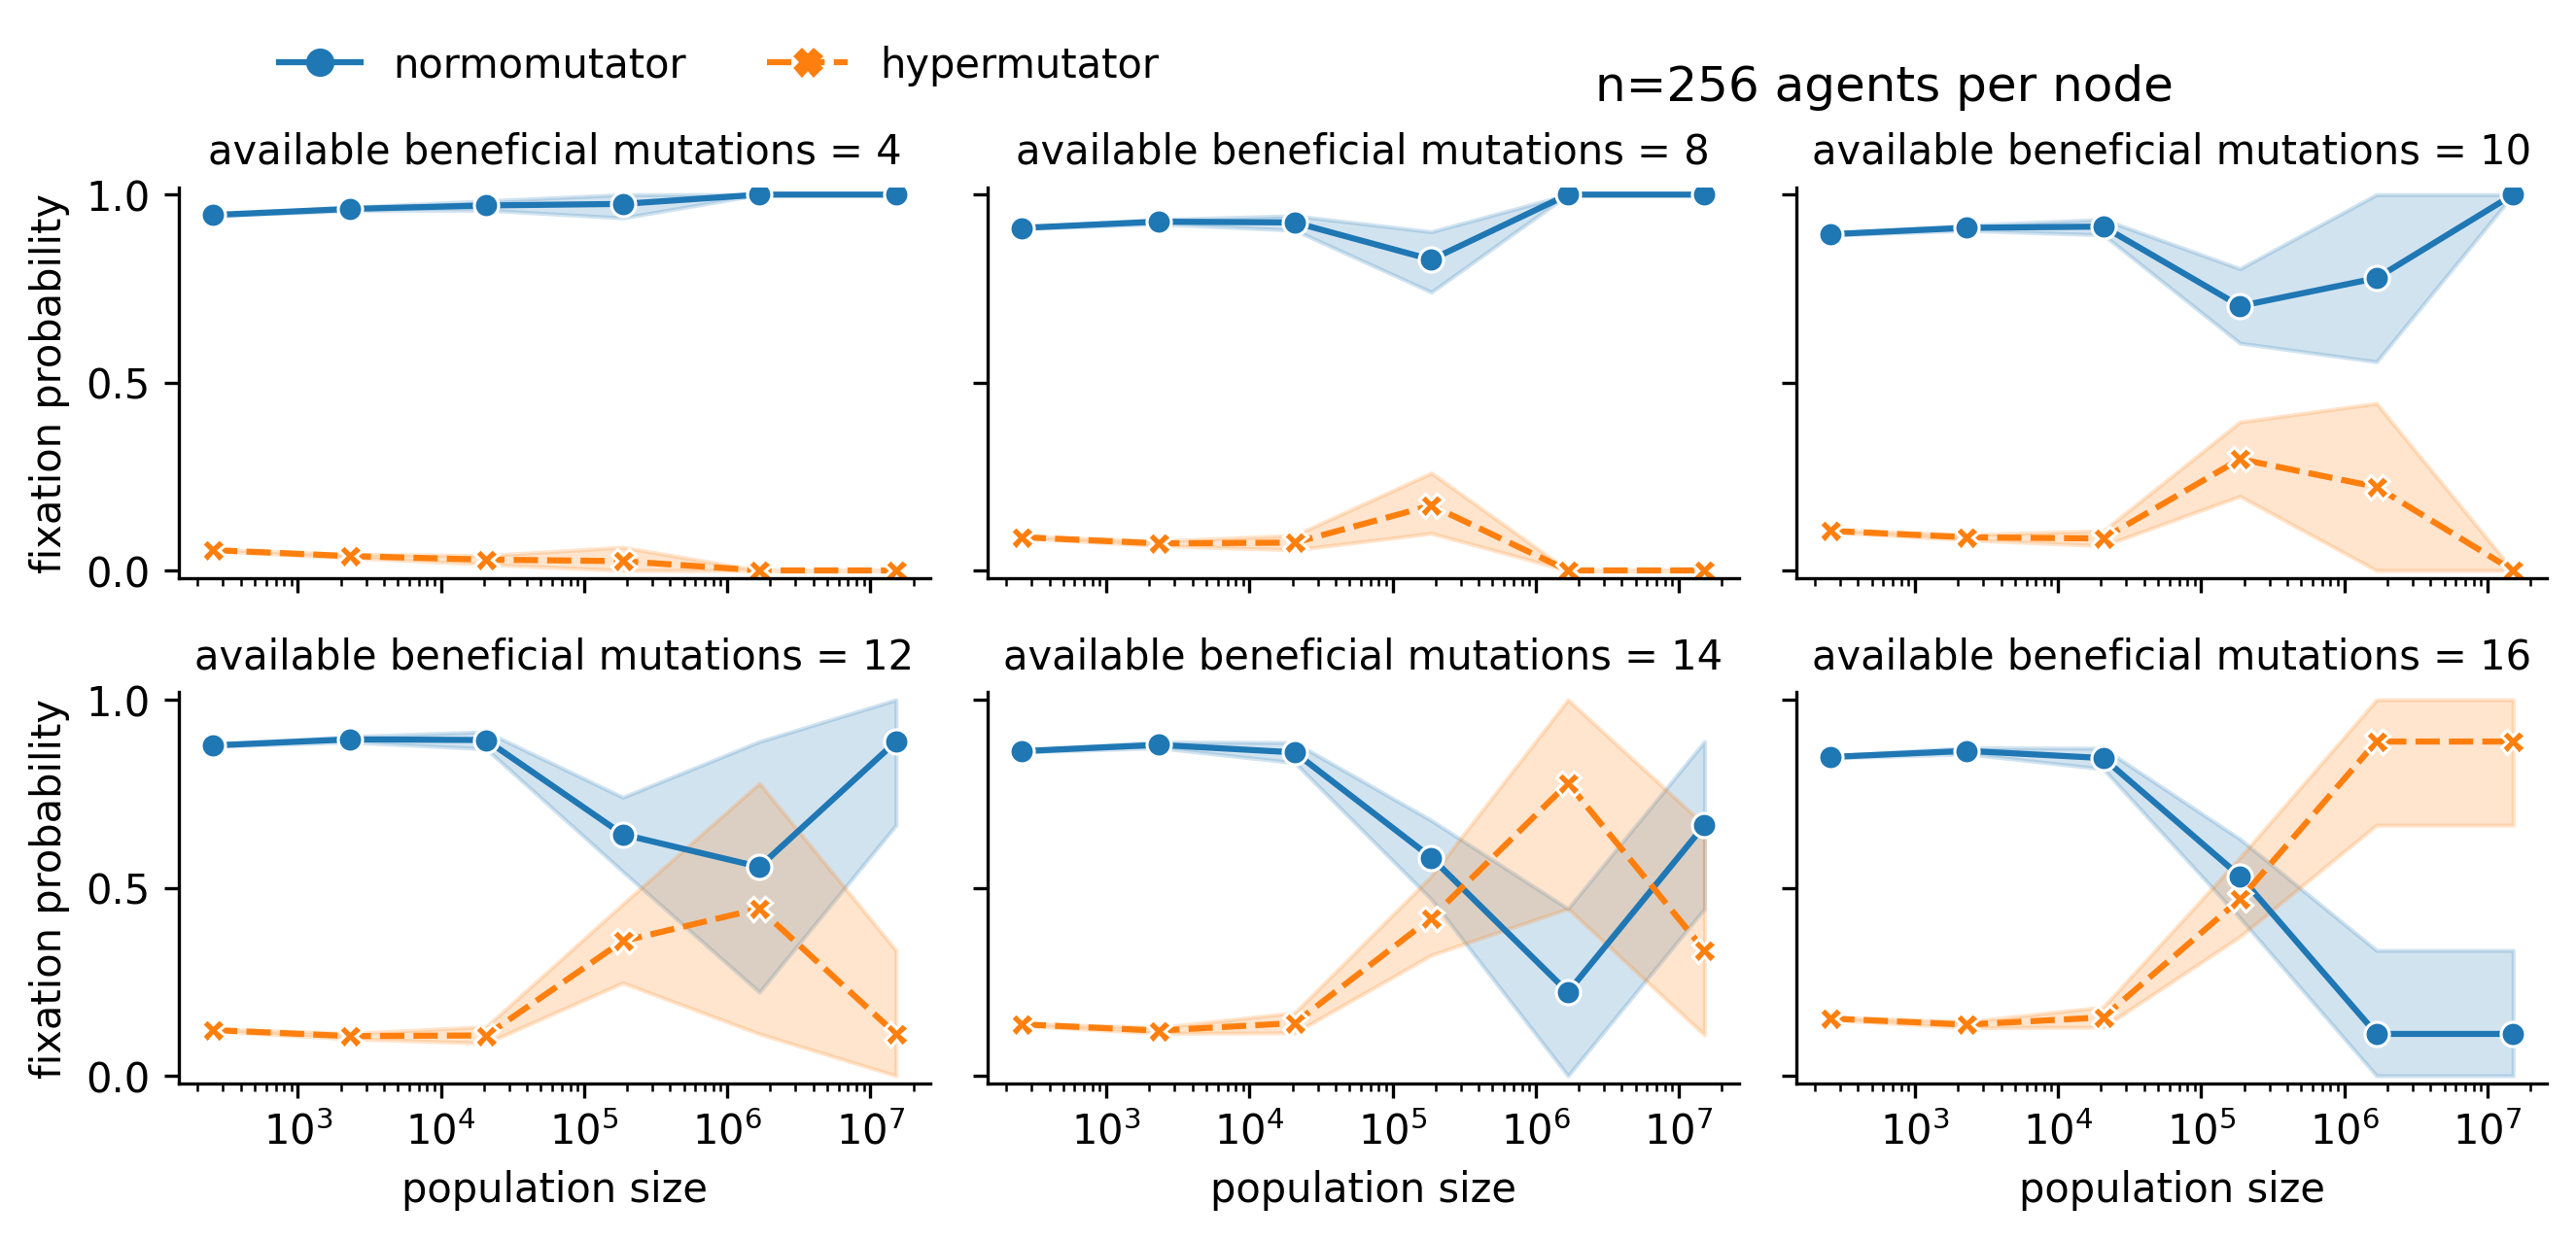 normomutator hypermutator
n=256 agents per node
available beneficial mutations = 4 available beneficial mutations = 8 available beneficial mutations = 10
fixation probability
1.0
0.5
0.0
available beneficial mutations = 12 available beneficial mutations = 14 available beneficial mutations = 16
fixation probability
1.0
0.5
0.0
10³ 10⁴ 10⁵ 10⁶ 10⁷ 10³ 10⁴ 10⁵ 10⁶ 10⁷ 10³ 10⁴ 10⁵ 10⁶ 10⁷
population size population size population size